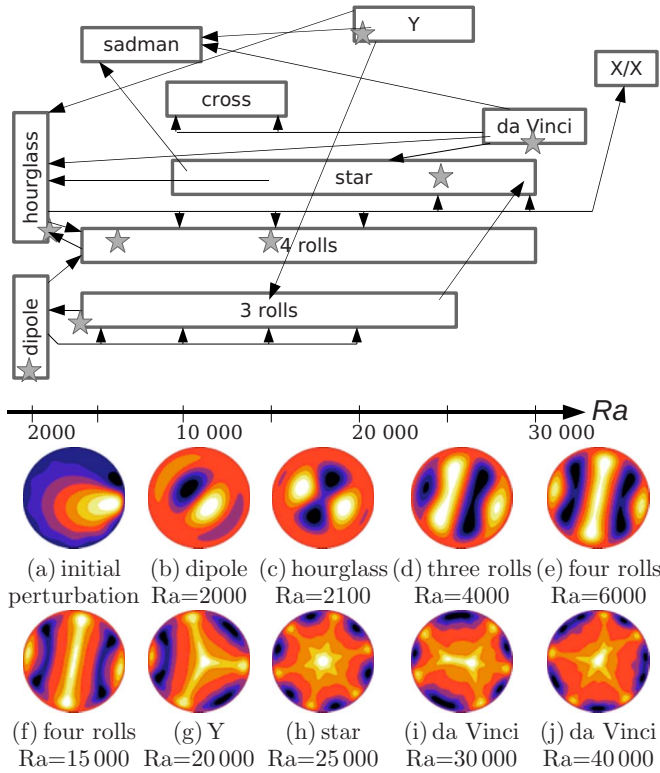 Y
sadman
X/X
cross
da Vinci
hourglass
star
4 rolls
dipole
3 rolls
Ra
2000 10 000 20 000 30 000
(a) initial (b) dipole (c) hourglass (d) three rolls (e) four rolls
perturbation Ra=2000 Ra=2100 Ra=4000 Ra=6000
(f) four rolls (g) Y (h) star (i) da Vinci (j) da Vinci
Ra=15 000 Ra=20 000 Ra=25 000 Ra=30 000 Ra=40 000